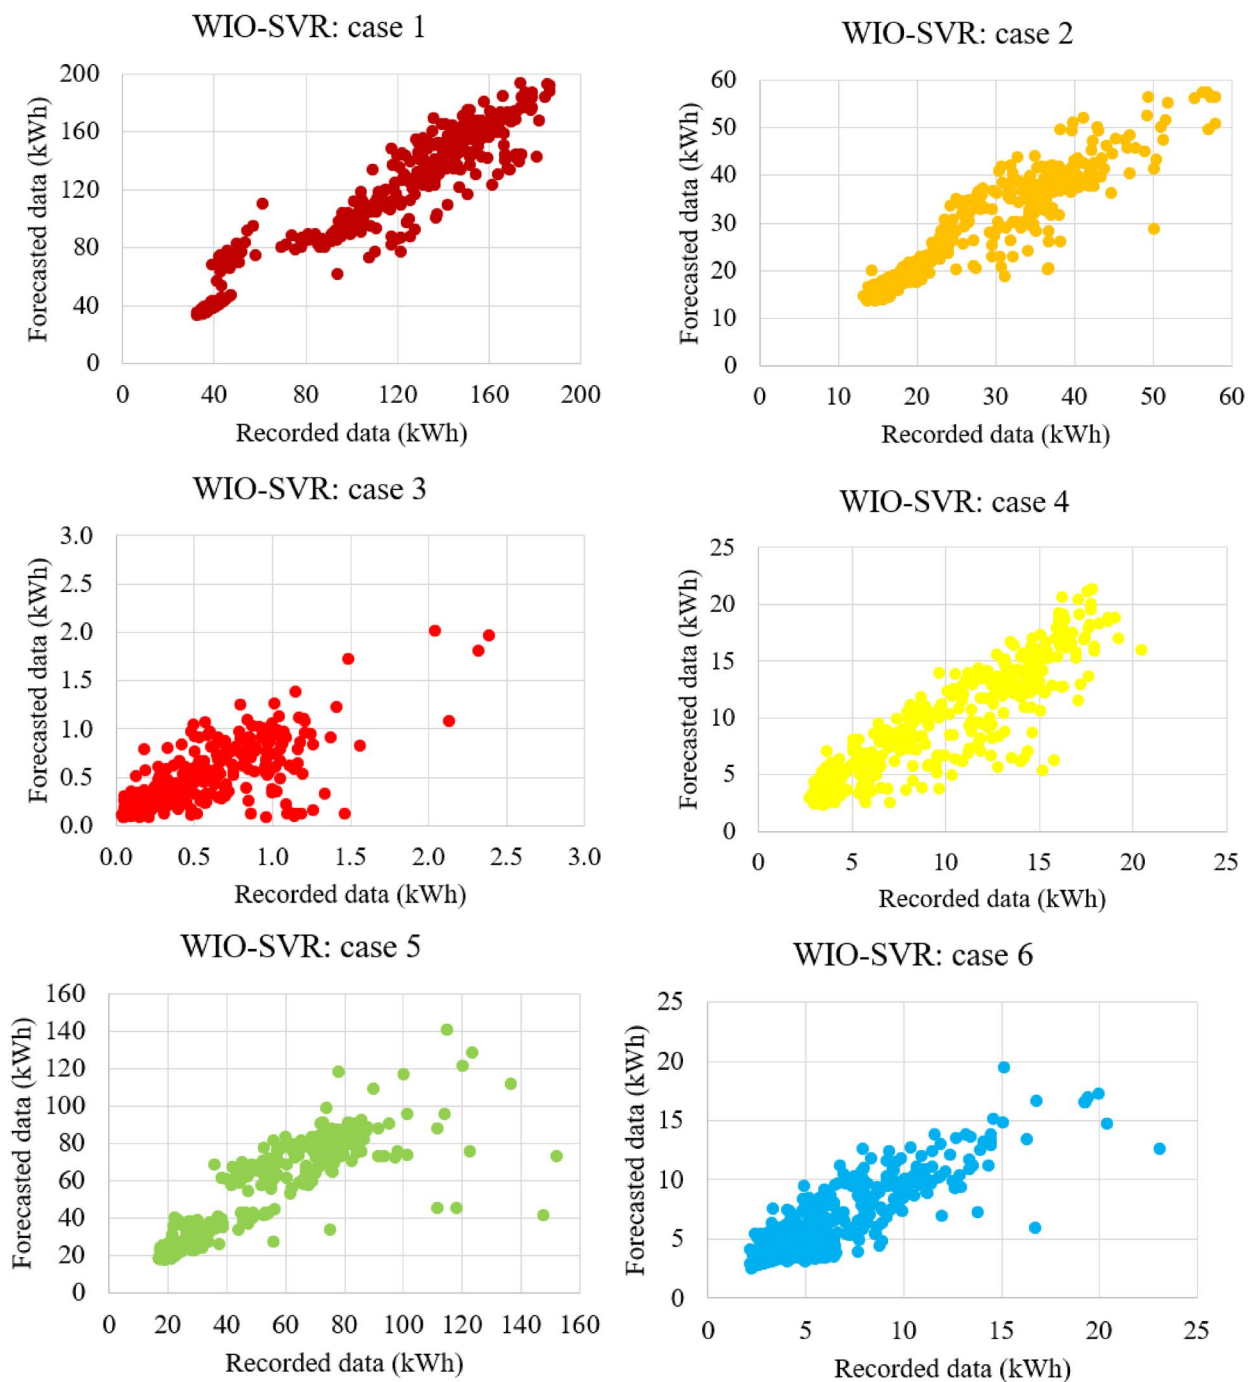 WIO-SVR: case 1
Forecasted data (kWh)
200
160
120
80
40
0
0 40 80 120 160 200
Recorded data (kWh)
WIO-SVR: case 2
Forecasted data (kWh)
60
50
40
30
20
10
0
0 10 20 30 40 50 60
Recorded data (kWh)
WIO-SVR: case 3
Forecasted data (kWh)
3.0
2.5
2.0
1.5
1.0
0.5
0.0
0.0 0.5 1.0 1.5 2.0 2.5 3.0
Recorded data (kWh)
WIO-SVR: case 4
Forecasted data (kWh)
25
20
15
10
5
0
0 5 10 15 20 25
Recorded data (kWh)
WIO-SVR: case 5
Forecasted data (kWh)
160
140
120
100
80
60
40
20
0
0 20 40 60 80 100 120 140 160
Recorded data (kWh)
WIO-SVR: case 6
Forecasted data (kWh)
25
20
15
10
5
0
0 5 10 15 20 25
Recorded data (kWh)